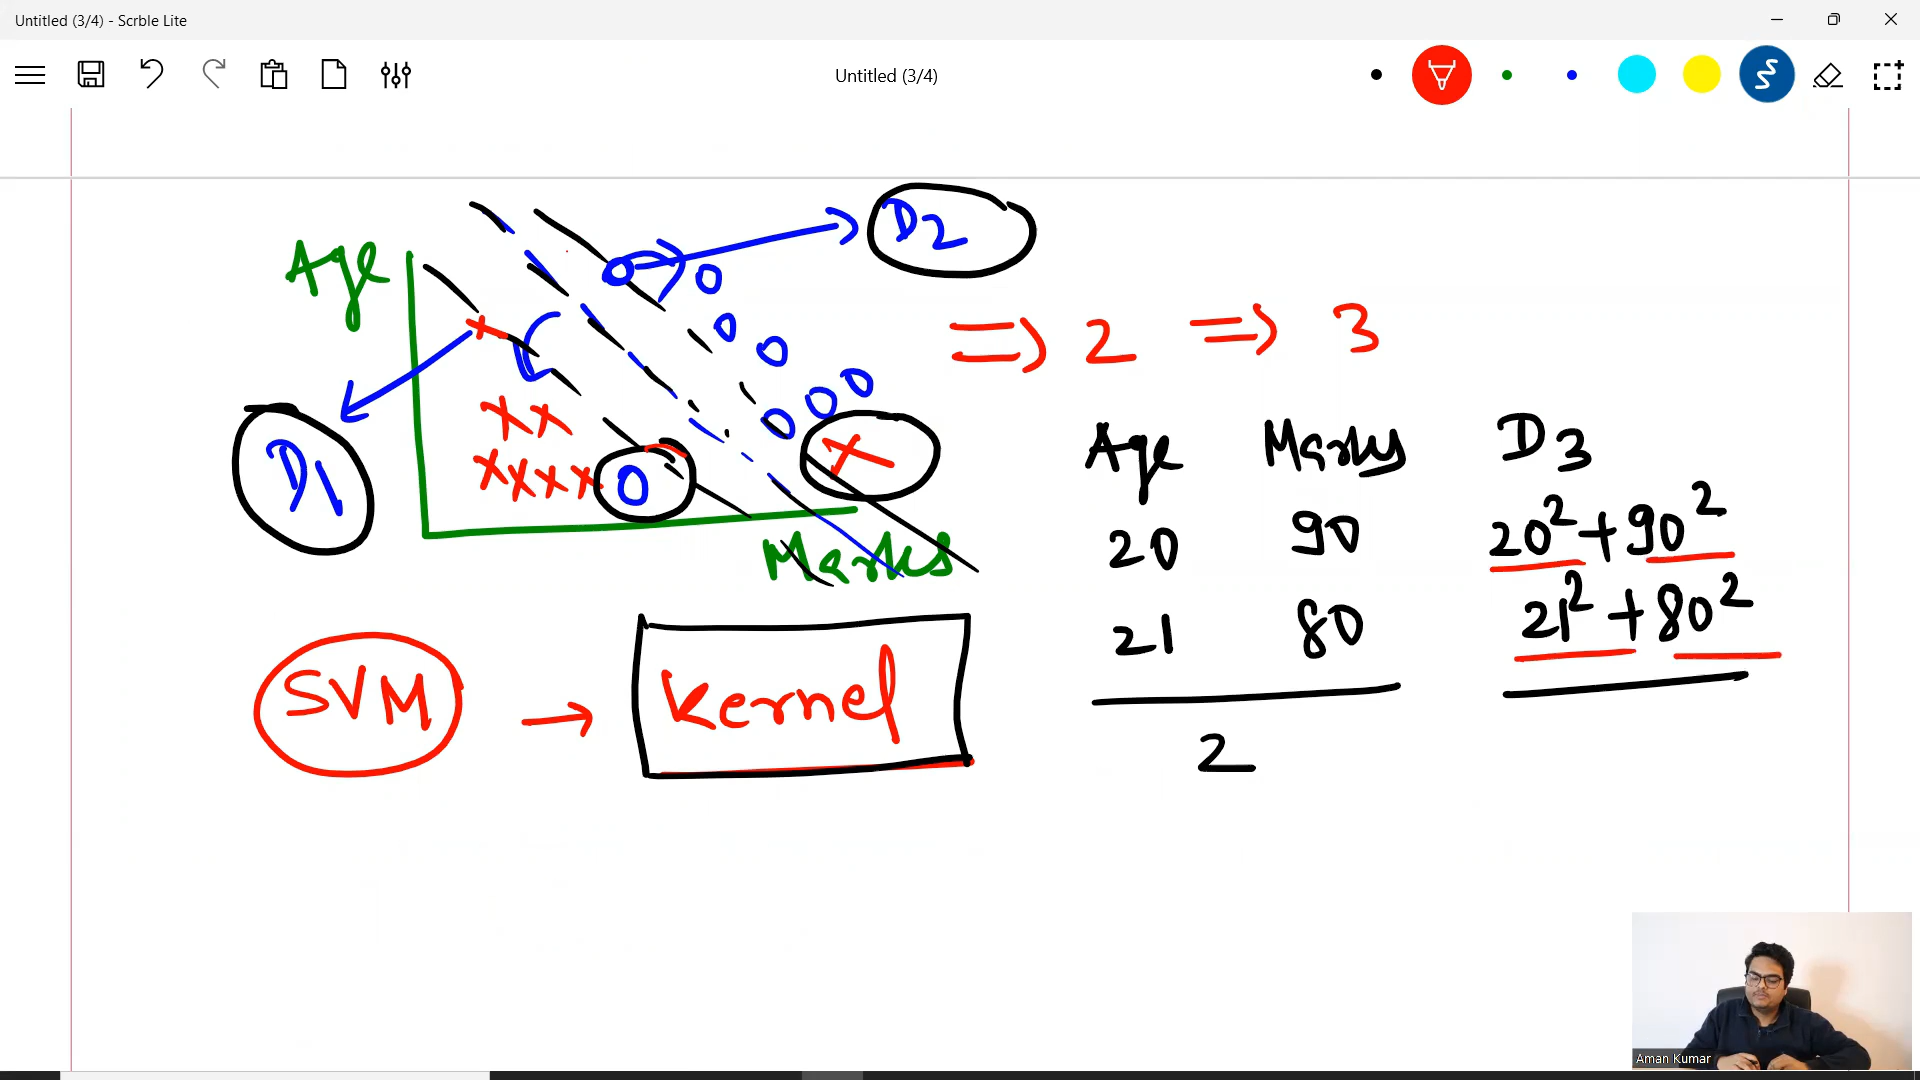 Untitled (3/4) - Scrble Lite
Untitled (3/4)
Age
D2
⇒ 2 ⇒ 3
D1
Marks
Age Marks D3
20 90 20² + 90²
21 80 21² + 80²
2
SVM → kernel
Aman Kumar